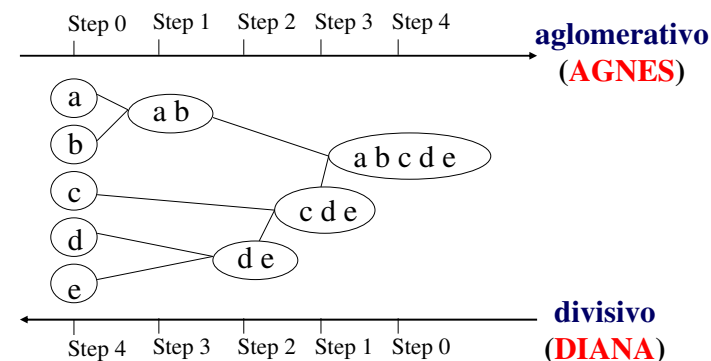 Step 0 Step 1 Step 2 Step 3 Step 4
aglomerativo
(AGNES)
a
a b
b
a b c d e
c
c d e
d
d e
e
divisivo
(DIANA)
Step 4 Step 3 Step 2 Step 1 Step 0